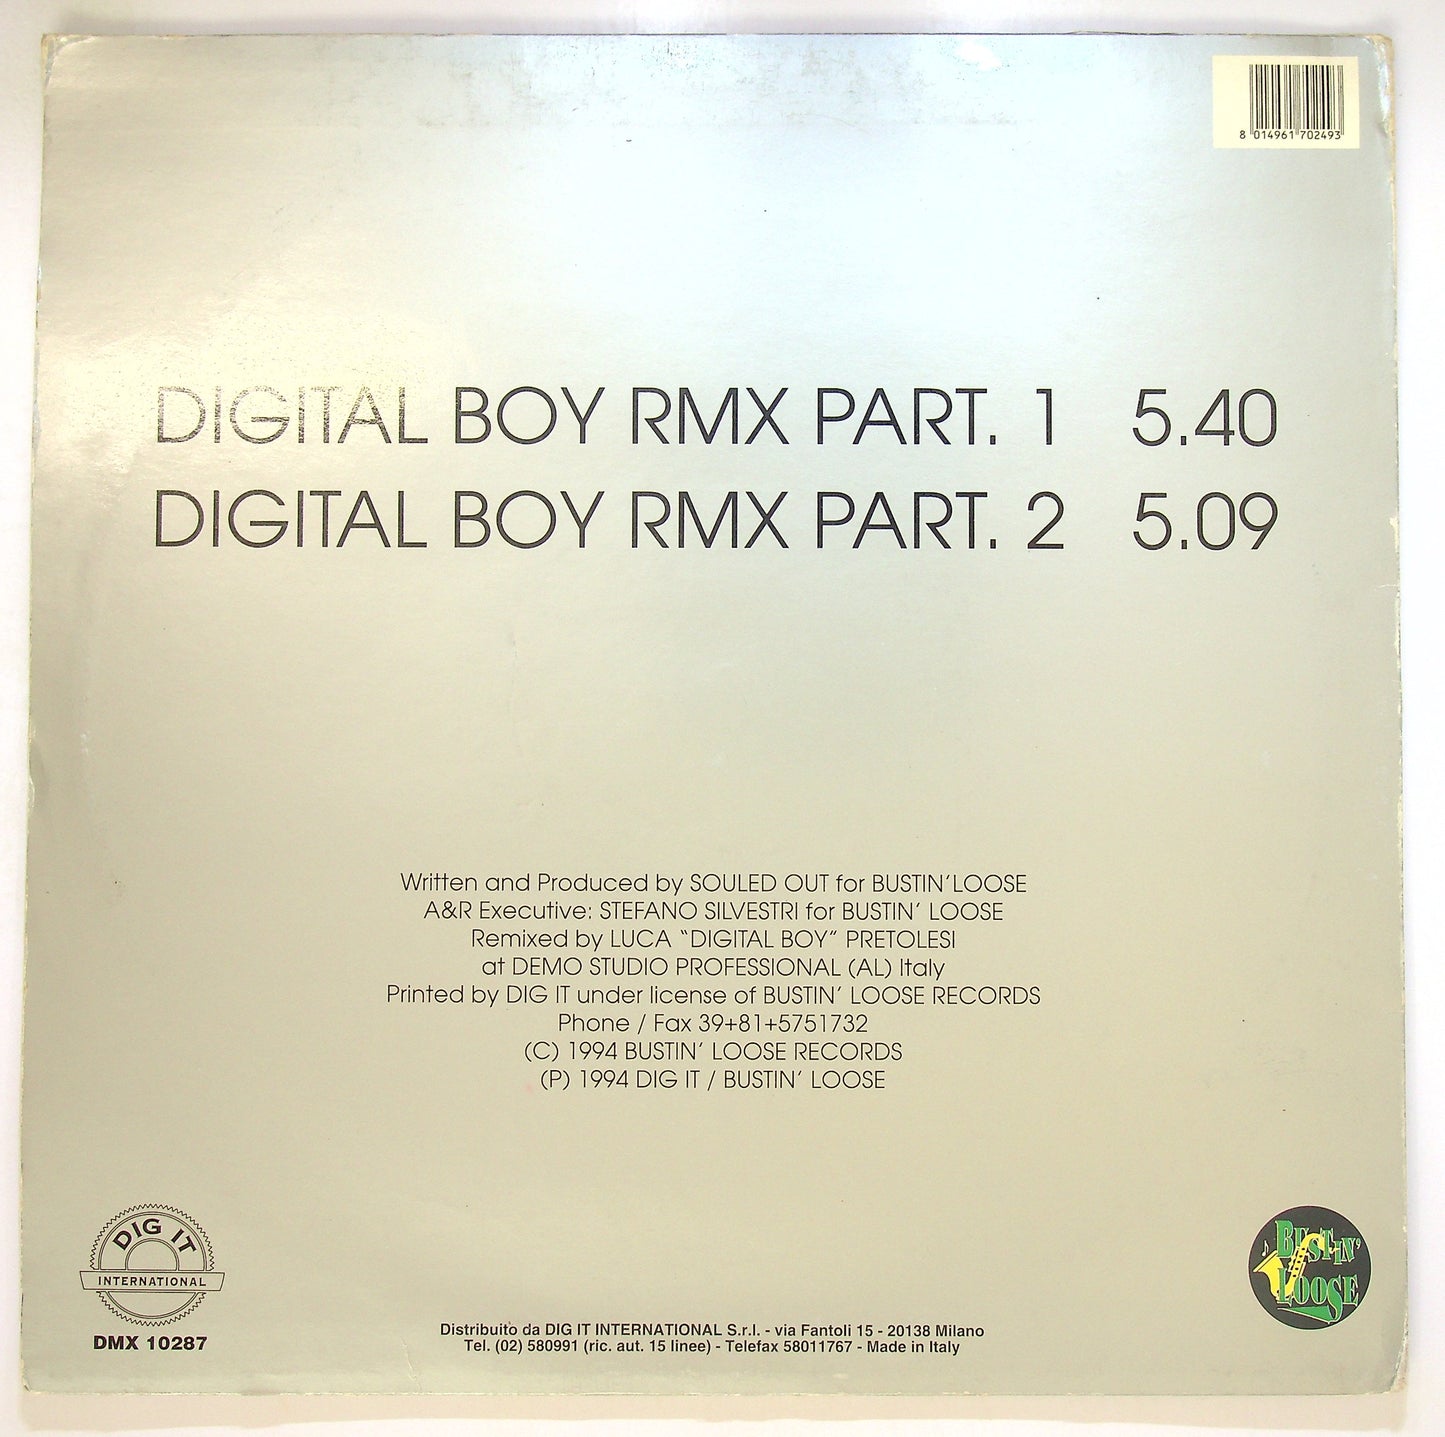 8 014961 702493
DIGITAL BOY RMX PART. 1 5.40
DIGITAL BOY RMX PART. 2 5.09
Written and Produced by SOULED OUT for BUSTIN'LOOSE
A&R Executive: STEFANO SILVESTRI for BUSTIN' LOOSE
Remixed by LUCA "DIGITAL BOY" PRETOLESI
at DEMO STUDIO PROFESSIONAL (AL) Italy
Printed by DIG IT under license of BUSTIN' LOOSE RECORDS
Phone / Fax 39+81+5751732
(C) 1994 BUSTIN' LOOSE RECORDS
(P) 1994 DIG IT / BUSTIN' LOOSE
DIG IT
INTERNATIONAL
DMX 10287
Distribuito da DIG IT INTERNATIONAL S.r.l. - via Fantoli 15 - 20138 Milano
Tel. (02) 580991 (ric. aut. 15 linee) - Telefax 58011767 - Made in Italy
BUSTIN'
LOOSE